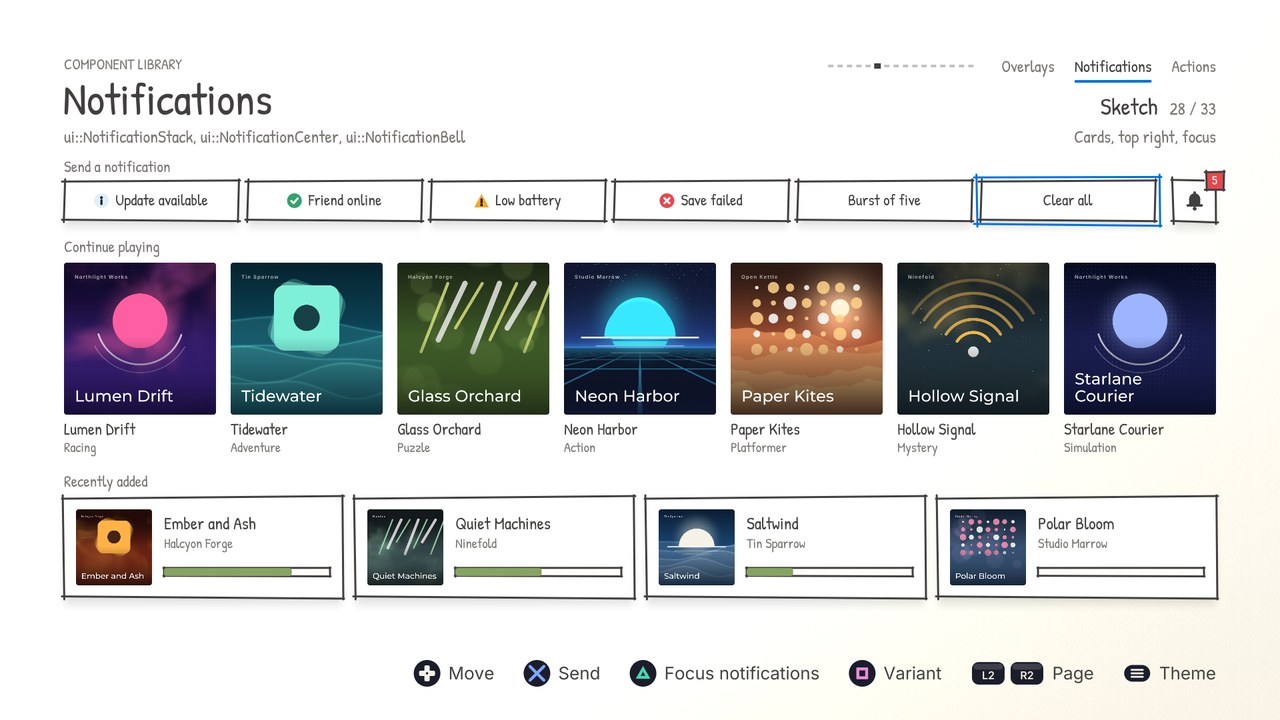 COMPONENT LIBRARY
Notifications
ui::NotificationStack, ui::NotificationCenter, ui::NotificationBell
Overlays
Notifications
Actions
Sketch 28 / 33
Cards, top right, focus
Send a notification
Update available
Friend online
Low battery
Save failed
Burst of five
Clear all
5
Continue playing
Northlight Works
Lumen Drift
Tin Sparrow
Tidewater
Halcyon Forge
Glass Orchard
Studio Marrow
Neon Harbor
Open Kettle
Paper Kites
Ninefold
Hollow Signal
Northlight Works
Starlane
Courier
Lumen Drift
Racing
Tidewater
Adventure
Glass Orchard
Puzzle
Neon Harbor
Action
Paper Kites
Platformer
Hollow Signal
Mystery
Starlane Courier
Simulation
Recently added
Ember and Ash
Ember and Ash
Halcyon Forge
Quiet Machines
Quiet Machines
Ninefold
Saltwind
Saltwind
Tin Sparrow
Polar Bloom
Polar Bloom
Studio Marrow
Move
Send
Focus notifications
Variant
L2 R2 Page
Theme